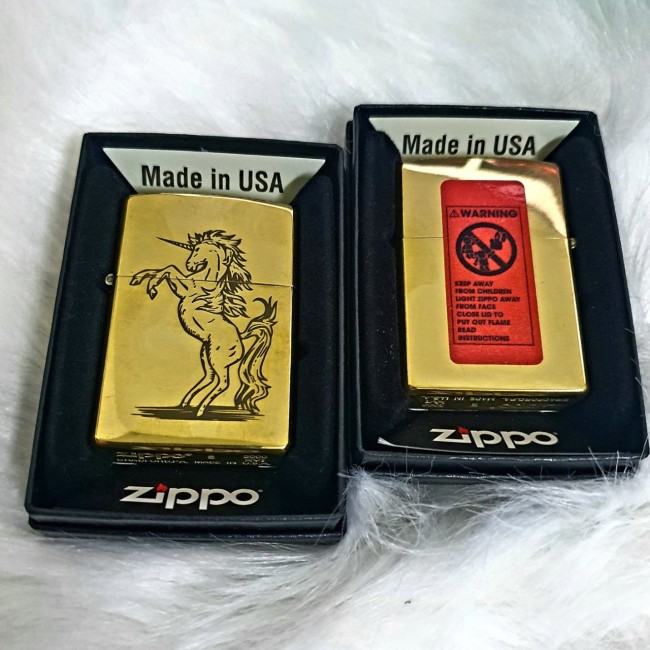 Made in USA
zippo
Made in USA
WARNING
KEEP AWAY
FROM CHILDREN
LIGHT ZIPPO AWAY
FROM FACE
CLOSE LID TO
PUT OUT FLAME
READ
INSTRUCTIONS
zippo